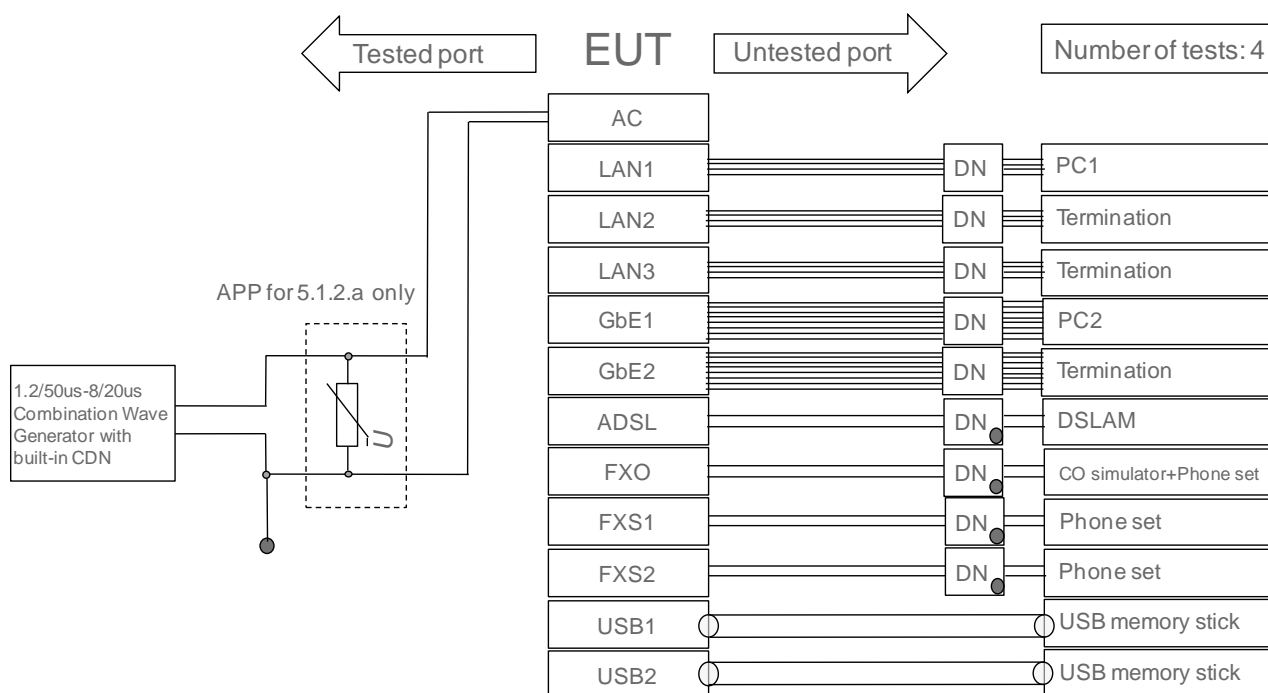 Tested port
EUT
Untested port
Number of tests: 4
AC
LAN1
DN
PC1
LAN2
DN
Termination
LAN3
DN
Termination
APP for 5.1.2.a only
GbE1
DN
PC2
GbE2
DN
Termination
1.2/50us-8/20us
Combination Wave
Generator with
built-in CDN
U
ADSL
DN
DSLAM
FXO
DN
CO simulator+Phone set
FXS1
DN
Phone set
FXS2
DN
Phone set
USB1
USB memory stick
USB2
USB memory stick